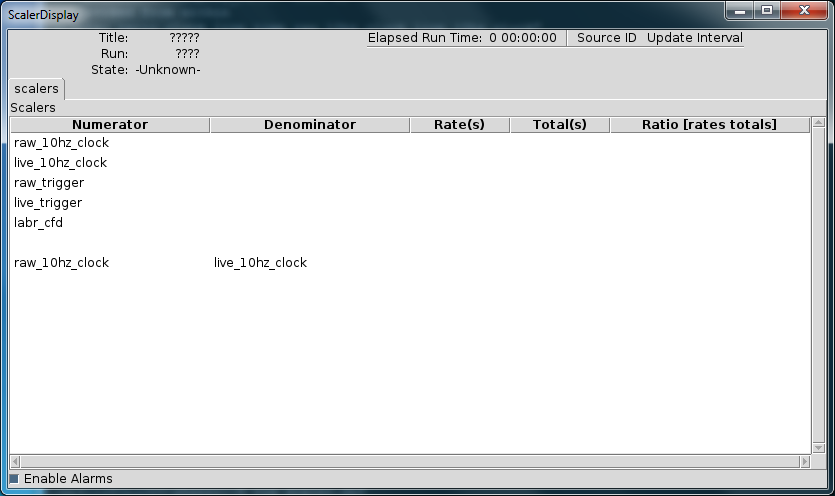 ScalerDisplay
Title: ?????
Run: ????
State: -Unknown-
Elapsed Run Time: 0 00:00:00 Source ID Update Interval
scalers
Scalers
Numerator Denominator Rate(s) Total(s) Ratio [rates totals]
raw_10hz_clock
live_10hz_clock
raw_trigger
live_trigger
labr_cfd
raw_10hz_clock live_10hz_clock
Enable Alarms